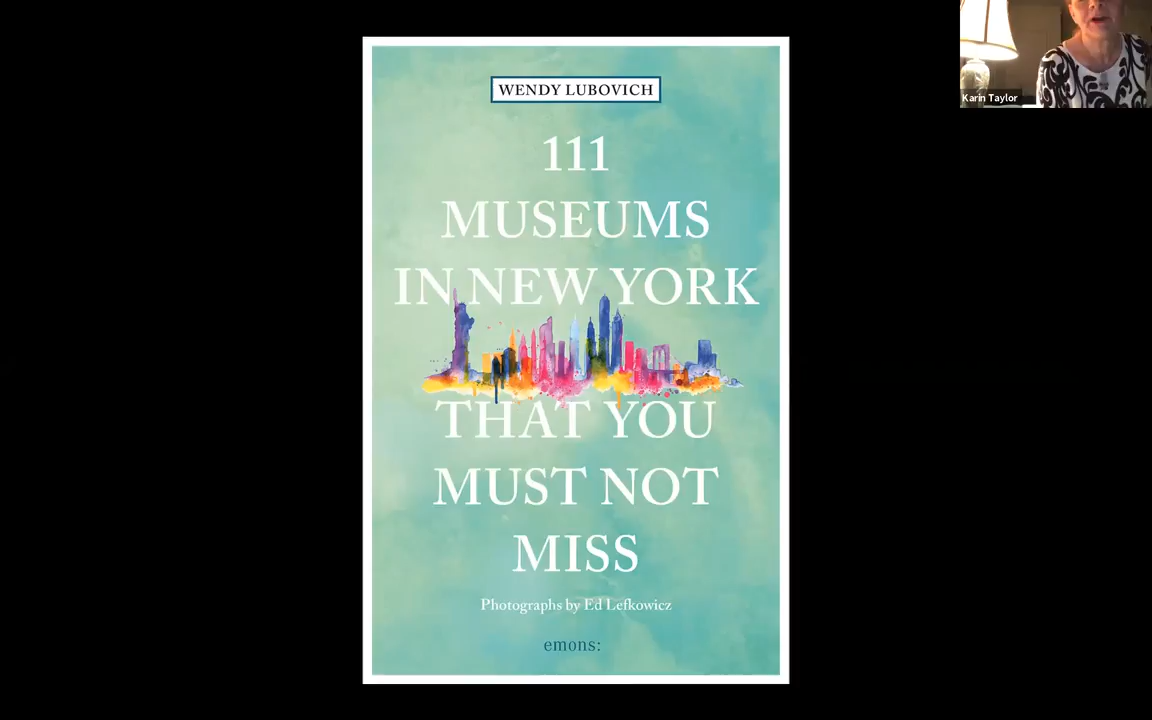 WENDY LUBOVICH
111
MUSEUMS
IN NEW YORK
THAT YOU
MUST NOT
MISS
Photographs by Ed Lefkowicz
emons:
Karin Taylor